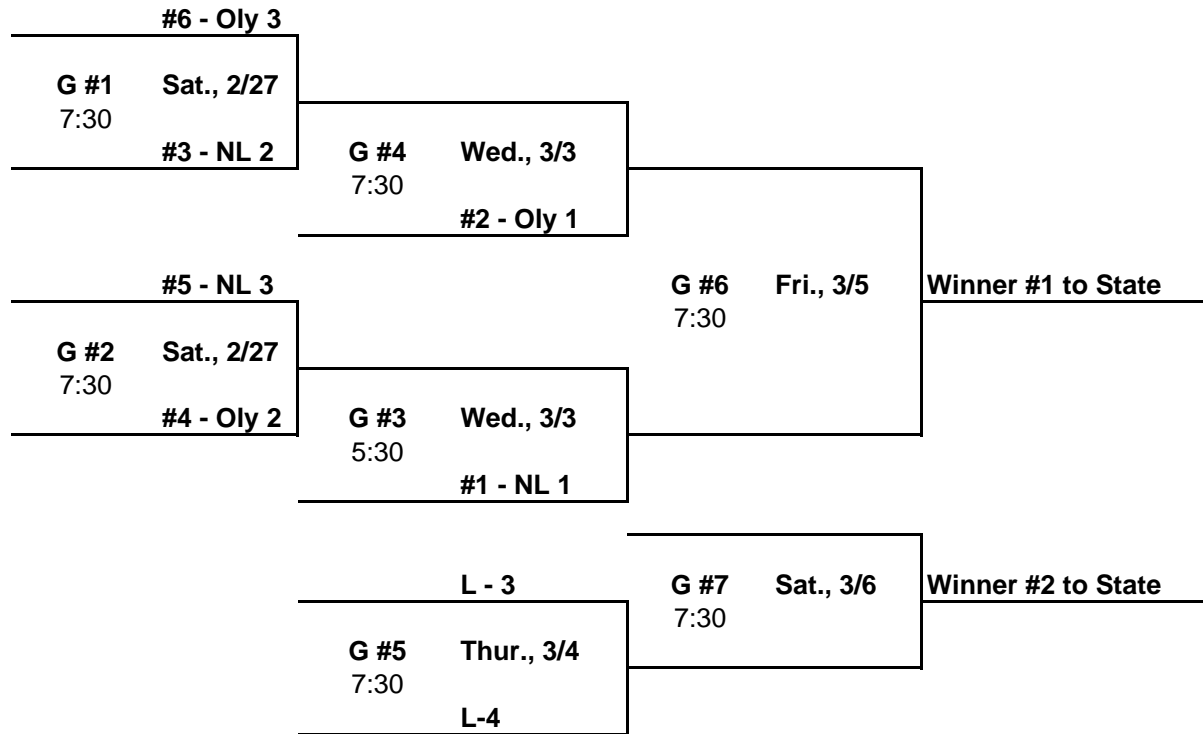 #6 - Oly 3
G #1 Sat., 2/27
7:30
#3 - NL 2
G #4 Wed., 3/3
7:30
#2 - Oly 1
#5 - NL 3
G #6 Fri., 3/5 Winner #1 to State
7:30
G #2 Sat., 2/27
7:30
#4 - Oly 2
G #3 Wed., 3/3
5:30
#1 - NL 1
L - 3
G #7 Sat., 3/6 Winner #2 to State
7:30
G #5 Thur., 3/4
7:30
L-4